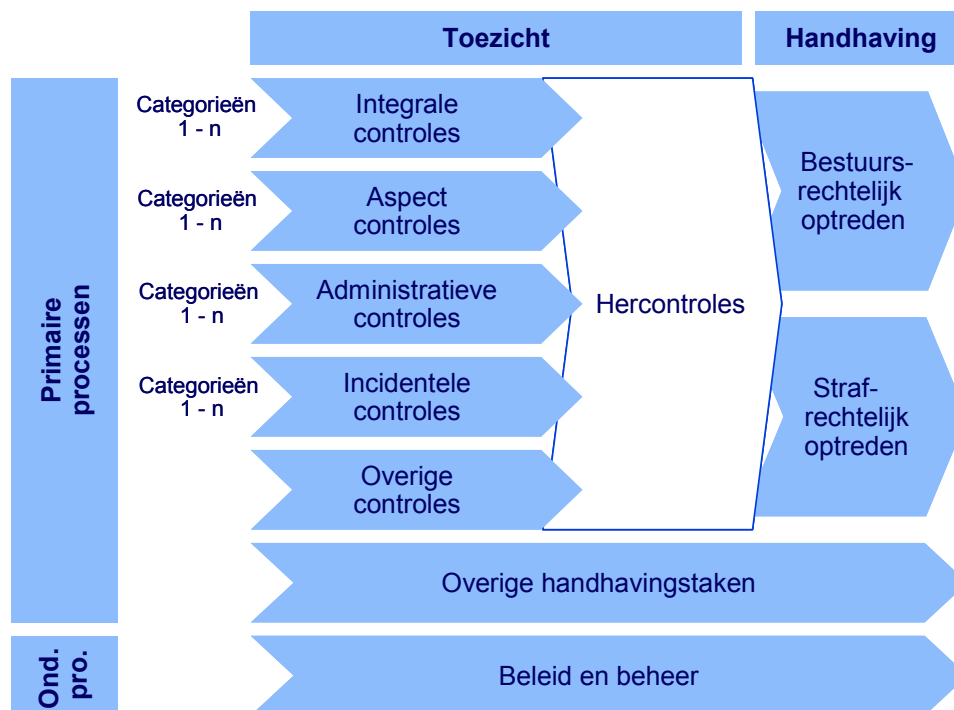 Toezicht
Handhaving
Primaire
processen
Categorieën
1 - n
Integrale
controles
Categorieën
1 - n
Aspect
controles
Categorieën
1 - n
Administratieve
controles
Categorieën
1 - n
Incidentele
controles
Overige
controles
Hercontroles
Bestuurs-
rechtelijk
optreden
Straf-
rechtelijk
optreden
Overige handhavingstaken
Ond.
pro.
Beleid en beheer